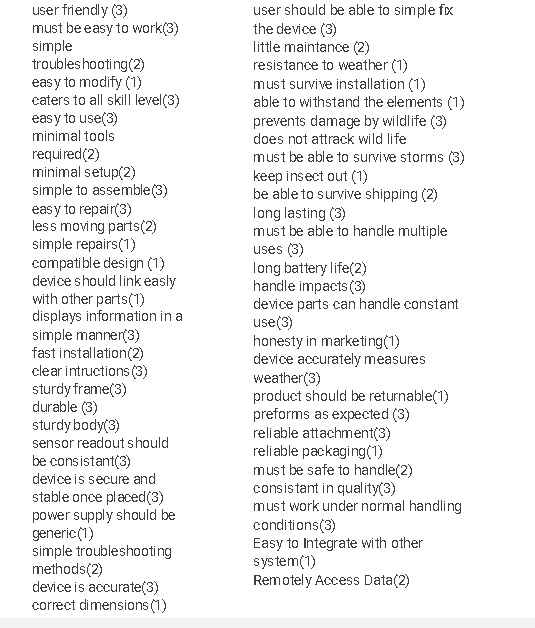 user friendly (3)
must be easy to work(3)
simple
troubleshooting(2)
easy to modify (1)
caters to all skill level(3)
easy to use(3)
minimal tools
required(2)
minimal setup(2)
simple to assemble(3)
easy to repair(3)
less moving parts(2)
simple repairs(1)
compatible design (1)
device should link easly
with other parts(1)
displays information in a
simple manner(3)
fast installation(2)
clear intructions(3)
sturdy frame(3)
durable (3)
sturdy body(3)
sensor readout should
be consistant(3)
device is secure and
stable once placed(3)
power supply should be
generic(1)
simple troubleshooting
methods(2)
device is accurate(3)
correct dimensions(1)
user should be able to simple fix
the device (3)
little maintance (2)
resistance to weather (1)
must survive installation (1)
able to withstand the elements (1)
prevents damage by wildlife (3)
does not attrack wild life
must be able to survive storms (3)
keep insect out (1)
be able to survive shipping (2)
long lasting (3)
must be able to handle multiple
uses (3)
long battery life(2)
handle impacts(3)
device parts can handle constant
use(3)
honesty in marketing(1)
device accurately measures
weather(3)
product should be returnable(1)
preforms as expected (3)
reliable attachment(3)
reliable packaging(1)
must be safe to handle(2)
consistant in quality(3)
must work under normal handling
conditions(3)
Easy to Integrate with other
system(1)
Remotely Access Data(2)